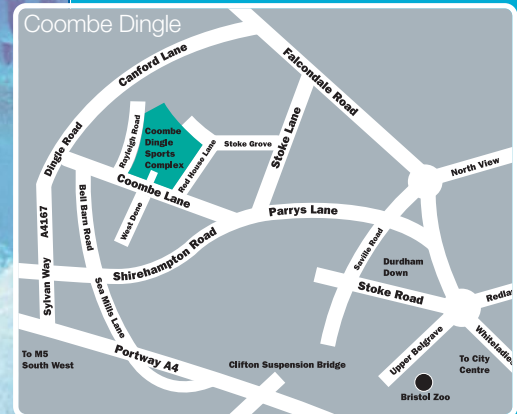 Coombe Dingle
Canford Lane
Falcondale Road
Dingle Road
Rayleigh Road
Coombe
Dingle
Sports
Complex
Red House Lane
Stoke Grove
Stoke Lane
North View
Coombe Lane
Bell Barn Road
West Dene
Parrys Lane
A4167
Sylvan Way
Shirehampton Road
Saville Road
Durdham
Down
Sea Mills Lane
Stoke Road
Upper Belgrave
To M5
South West
Portway A4
Clifton Suspension Bridge
To City
Centre
Bristol Zoo